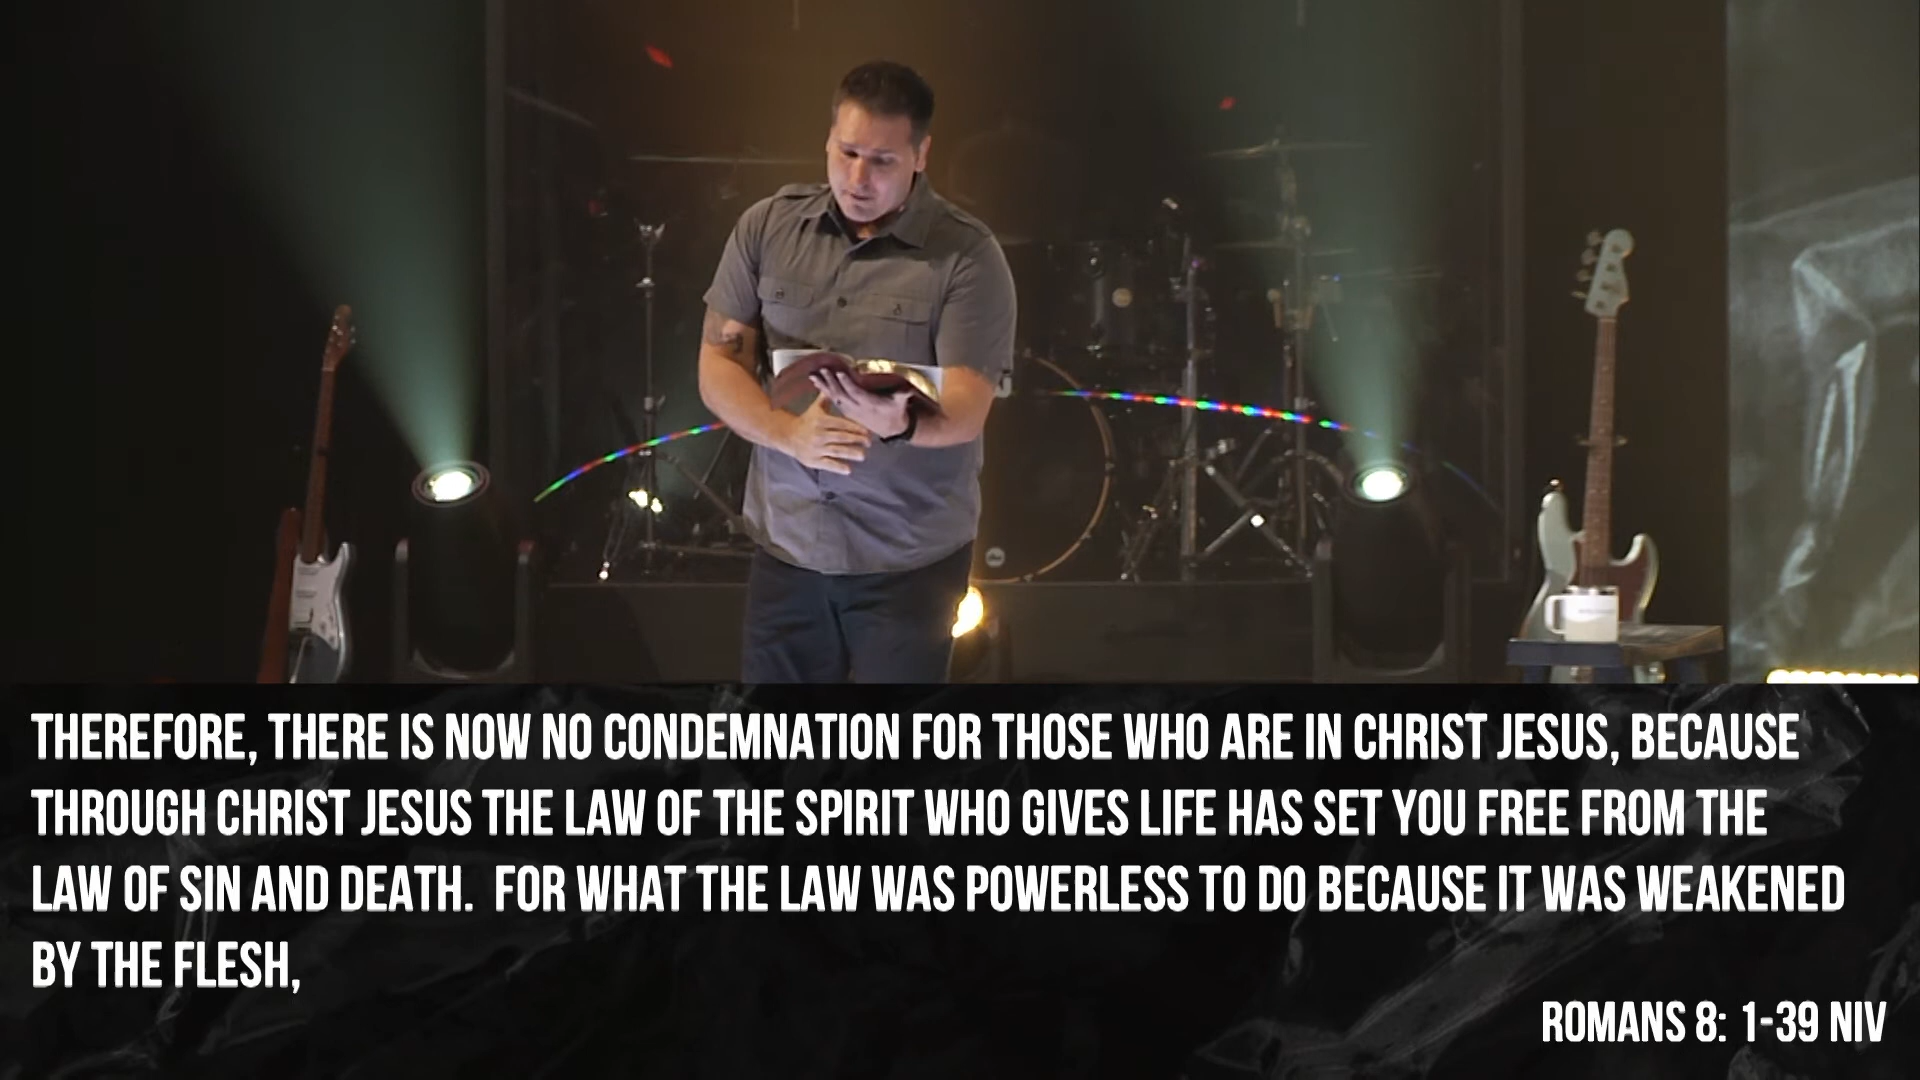 THEREFORE, THERE IS NOW NO CONDEMNATION FOR THOSE WHO ARE IN CHRIST JESUS, BECAUSE
THROUGH CHRIST JESUS THE LAW OF THE SPIRIT WHO GIVES LIFE HAS SET YOU FREE FROM THE
LAW OF SIN AND DEATH.  FOR WHAT THE LAW WAS POWERLESS TO DO BECAUSE IT WAS WEAKENED
BY THE FLESH,
ROMANS 8: 1-39 NIV